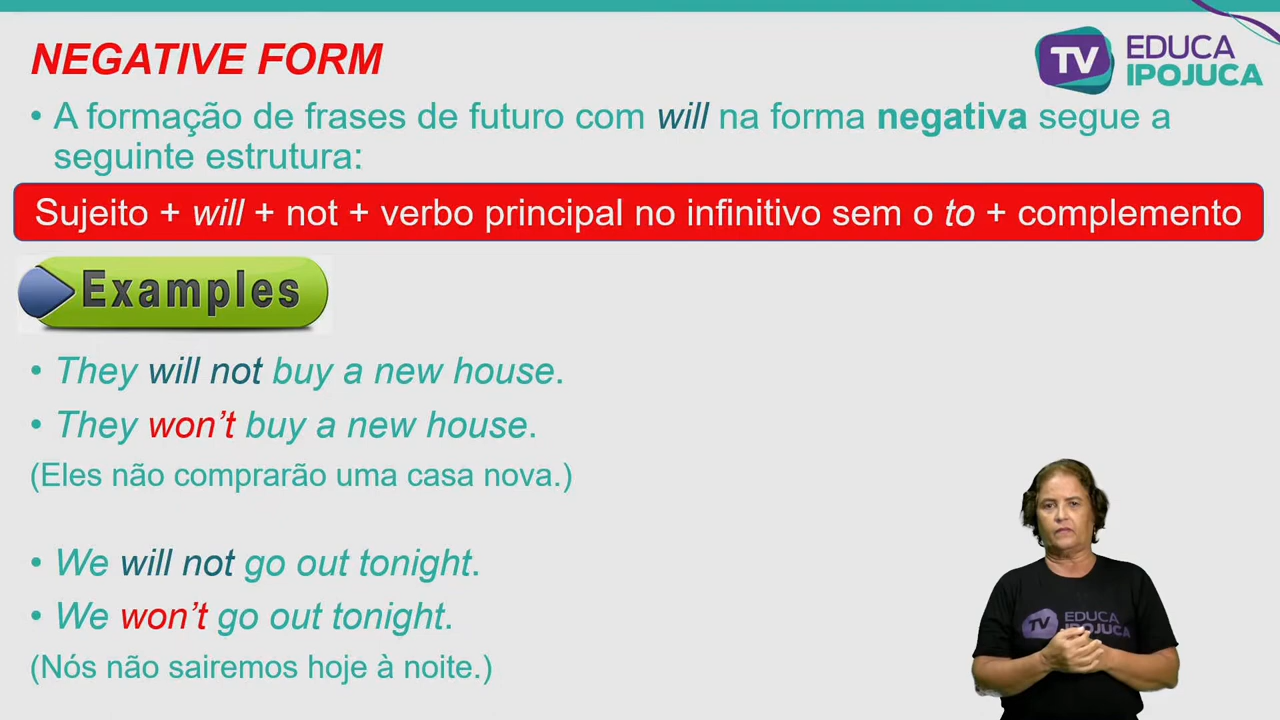 NEGATIVE FORM
TV EDUCA
IPOJUCA
• A formação de frases de futuro com will na forma negativa segue a
seguinte estrutura:
Sujeito + will + not + verbo principal no infinitivo sem o to + complemento
Examples
• They will not buy a new house.
• They won’t buy a new house.
(Eles não comprarão uma casa nova.)
• We will not go out tonight.
• We won’t go out tonight.
(Nós não sairemos hoje à noite.)
TV EDUCA
IPOJUCA